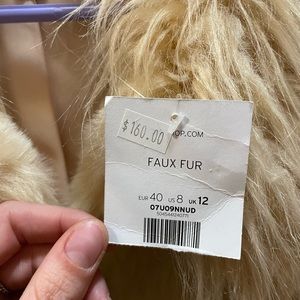 $160.00
OP.COM
FAUX FUR
EUR 40 US 8 UK 12
07U09NNUD